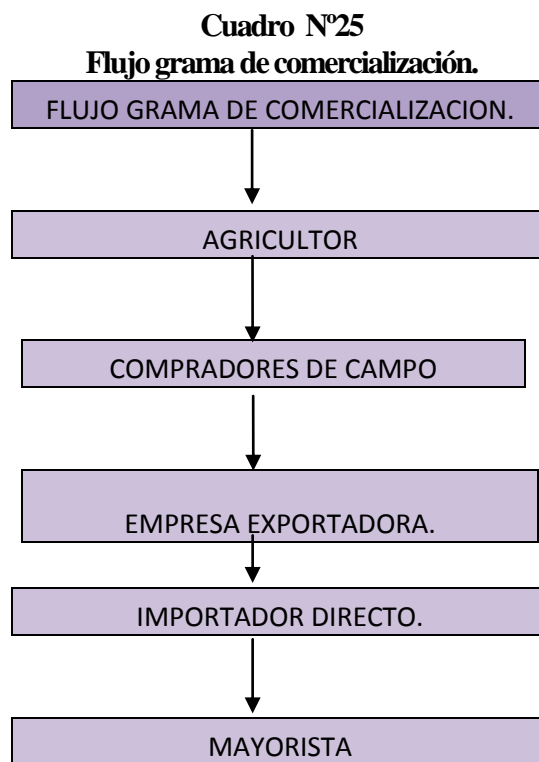 Cuadro Nº25
Flujo grama de comercialización.
FLUJO GRAMA DE COMERCIALIZACION.
AGRICULTOR
COMPRADORES DE CAMPO
EMPRESA EXPORTADORA.
IMPORTADOR DIRECTO.
MAYORISTA